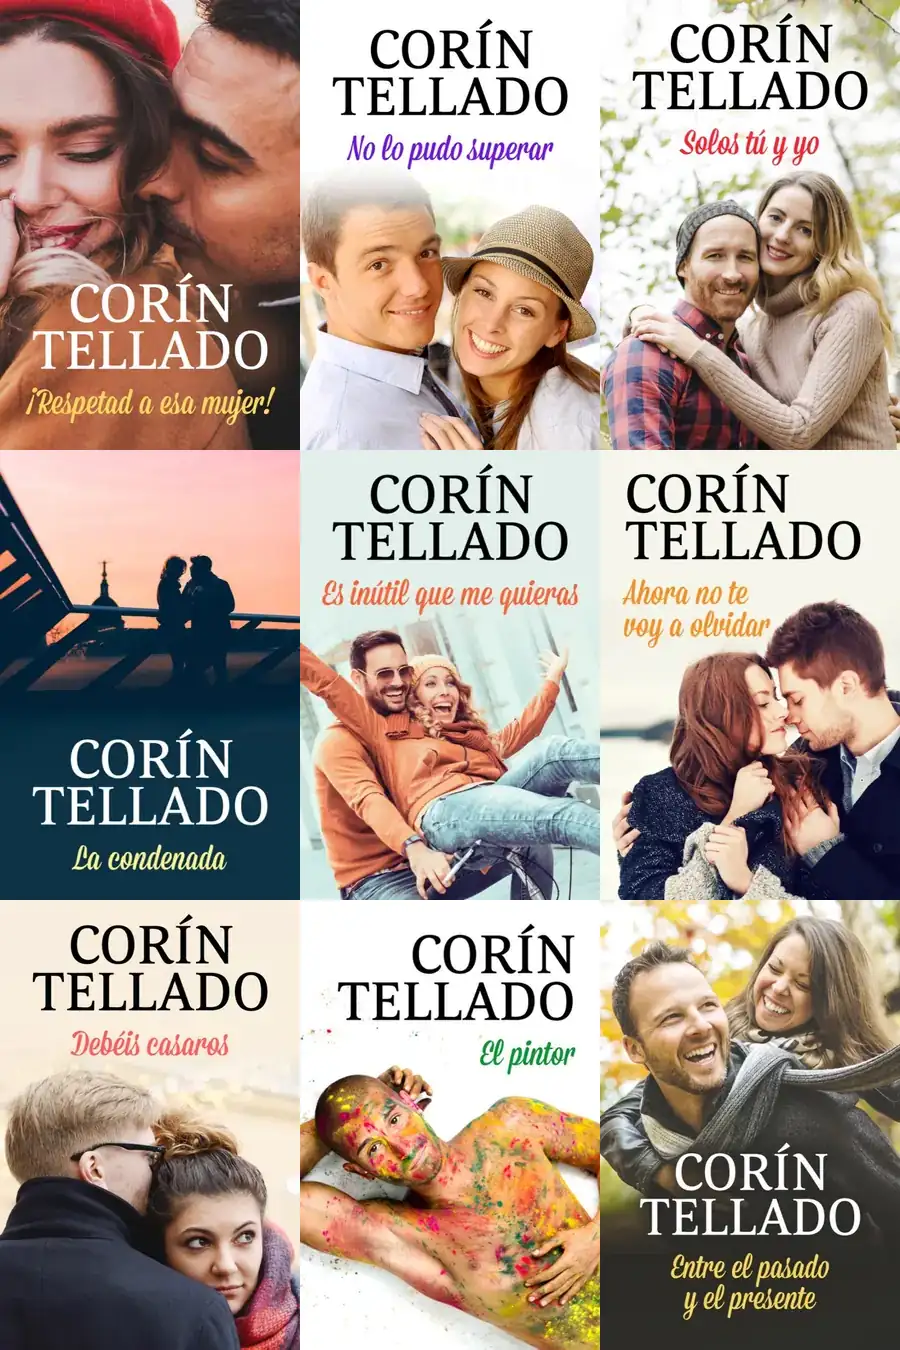 CORÍN
TELLADO
¡Respetad a esa mujer!
CORÍN
TELLADO
No lo pudo superar
CORÍN
TELLADO
Solos tú y yo
CORÍN
TELLADO
La condenada
CORÍN
TELLADO
Es inútil que me quieras
CORÍN
TELLADO
Ahora no te
voy a olvidar
CORÍN
TELLADO
Debéis casaros
CORÍN
TELLADO
El pintor
CORÍN
TELLADO
Entre el pasado
y el presente